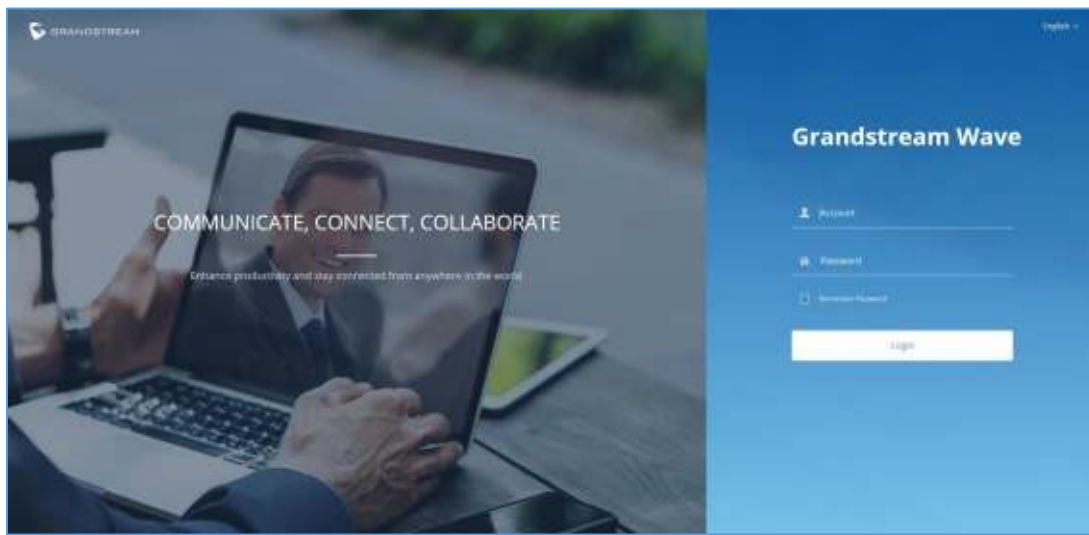 GRANDSTREAM
English
Grandstream Wave
COMMUNICATE, CONNECT, COLLABORATE
Enhance productivity and stay connected from anywhere in the world
Account
Password
Remember Password
Login